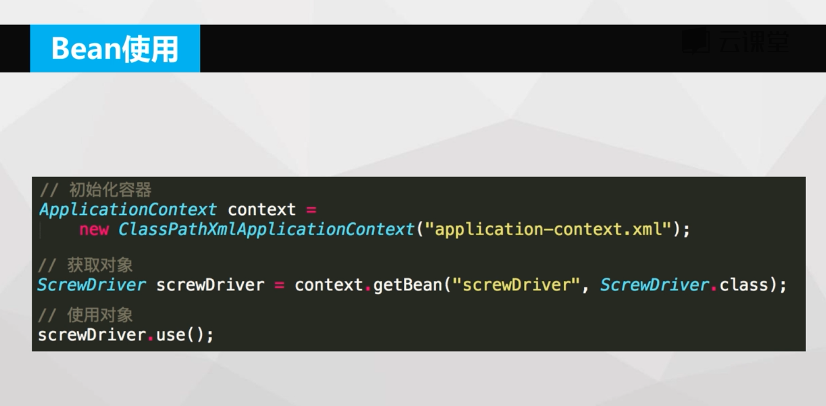 Bean使用
云课堂
// 初始化容器
ApplicationContext context =
new ClassPathXmlApplicationContext("application-context.xml");
// 获取对象
ScrewDriver screwDriver = context.getBean("screwDriver", ScrewDriver.class);
// 使用对象
screwDriver.use();